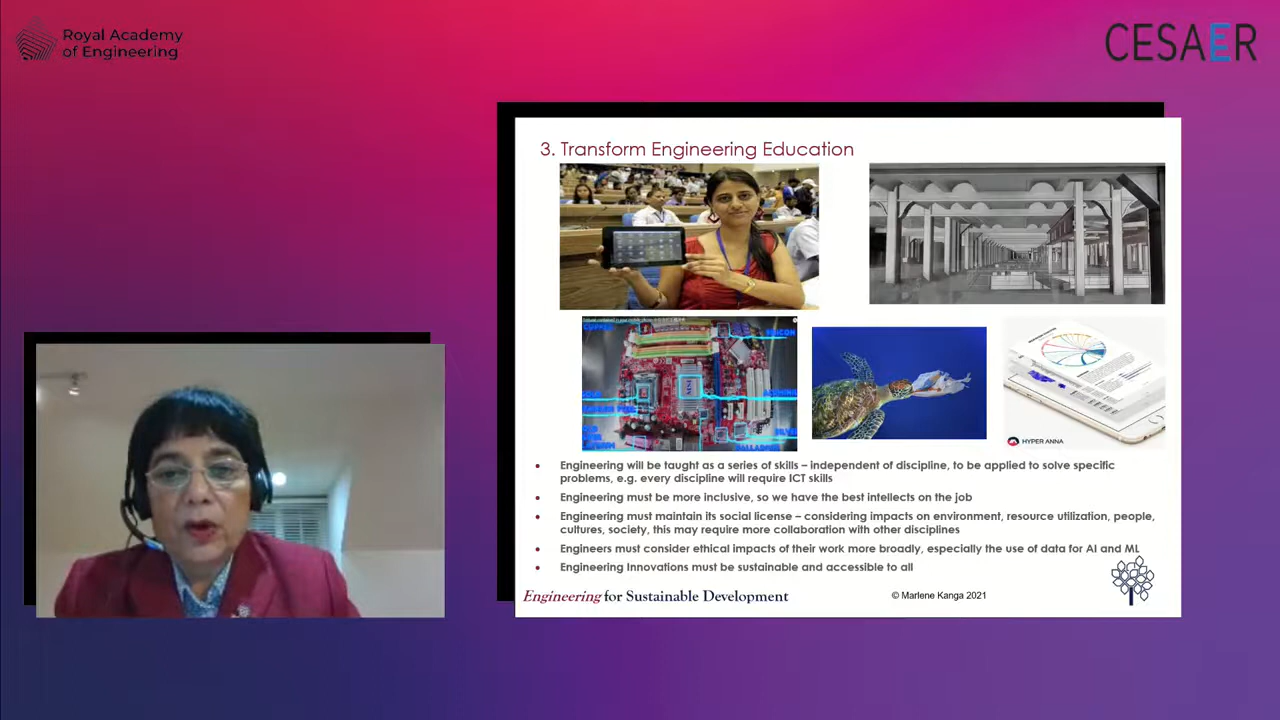 Royal Academy
of Engineering
CESAER
3. Transform Engineering Education
COPPER
SILICON
GOLD
SILVER
HYPER ANNA
Engineering will be taught as a series of skills – independent of discipline, to be applied to solve specific
problems, e.g. every discipline will require ICT skills
Engineering must be more inclusive, so we have the best intellects on the job
Engineering must maintain its social license – considering impacts on environment, resource utilization, people,
cultures, society, this may require more collaboration with other disciplines
Engineers must consider ethical impacts of their work more broadly, especially the use of data for AI and ML
Engineering Innovations must be sustainable and accessible to all
Engineering for Sustainable Development
© Marlene Kanga 2021